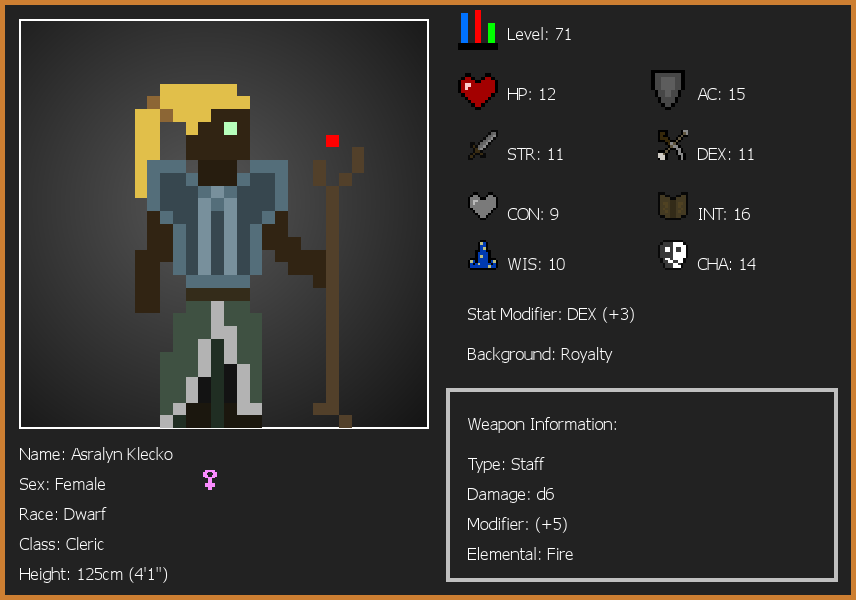 Level: 71
HP: 12
AC: 15
STR: 11
DEX: 11
CON: 9
INT: 16
WIS: 10
CHA: 14
Stat Modifier: DEX (+3)
Background: Royalty
Weapon Information:
Type: Staff
Damage: d6
Modifier: (+5)
Elemental: Fire
Name: Asralyn Klecko
Sex: Female
Race: Dwarf
Class: Cleric
Height: 125cm (4'1")